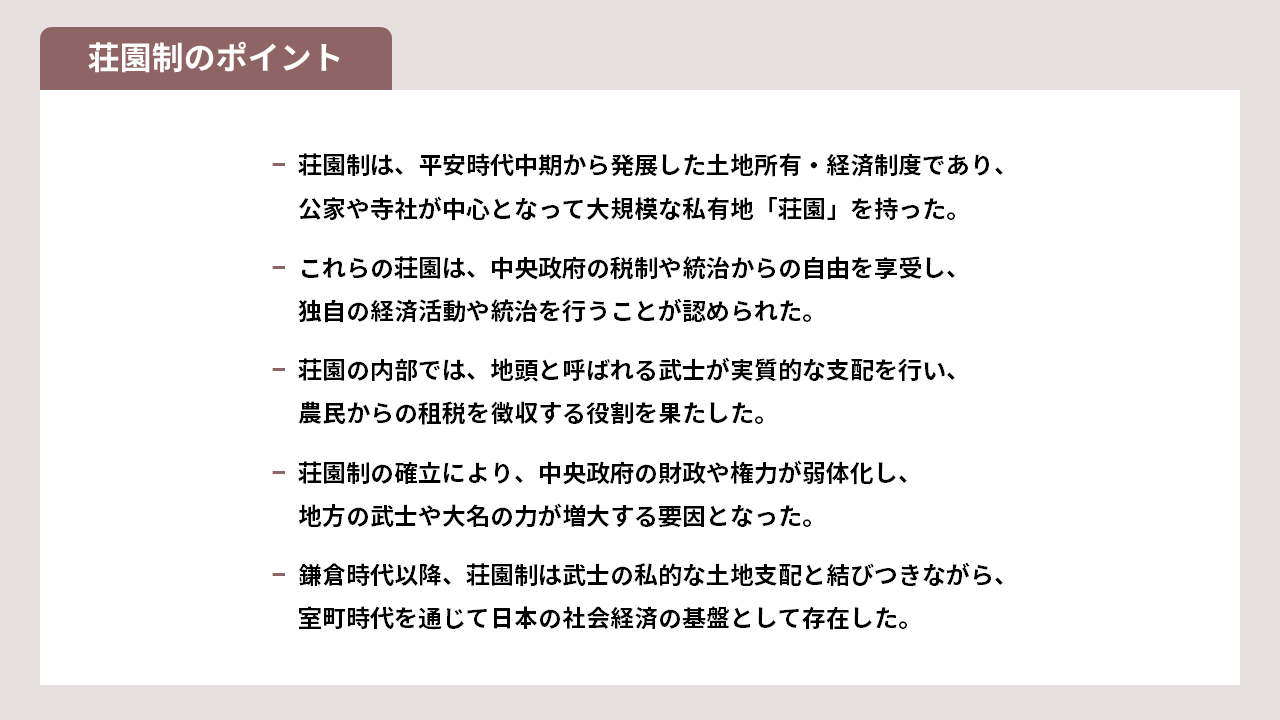 荘園制のポイント
– 荘園制は、平安時代中期から発展した土地所有・経済制度であり、
公家や寺社が中心となって大規模な私有地「荘園」を持った。
– これらの荘園は、中央政府の税制や統治からの自由を享受し、
独自の経済活動や統治を行うことが認められた。
– 荘園の内部では、地頭と呼ばれる武士が実質的な支配を行い、
農民からの租税を徴収する役割を果たした。
– 荘園制の確立により、中央政府の財政や権力が弱体化し、
地方の武士や大名の力が増大する要因となった。
– 鎌倉時代以降、荘園制は武士の私的な土地支配と結びつきながら、
室町時代を通じて日本の社会経済の基盤として存在した。